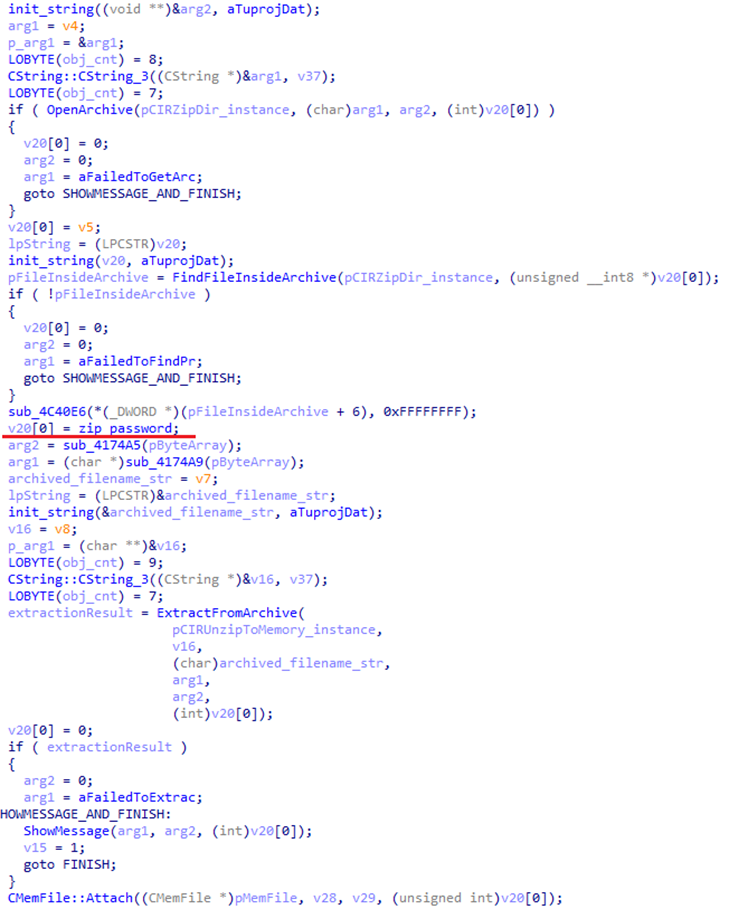 init_string((void **)&arg2, aTuprojDat);
arg1 = v4;
p_arg1 = &arg1;
LOBYTE(obj_cnt) = 8;
CString::CString_3((CString *)&arg1, v37);
LOBYTE(obj_cnt) = 7;
if ( OpenArchive(pCIRZipDir_instance, (char)arg1, arg2, (int)v20[0]) )
{
  v20[0] = 0;
  arg2 = 0;
  arg1 = aFailedToGetArc;
  goto SHOWMESSAGE_AND_FINISH;
}
v20[0] = v5;
lpString = (LPCSTR)v20;
init_string(v20, aTuprojDat);
pFileInsideArchive = FindFileInsideArchive(pCIRZipDir_instance, (unsigned __int8 *)v20[0]);
if ( !pFileInsideArchive )
{
  v20[0] = 0;
  arg2 = 0;
  arg1 = aFailedToFindPr;
  goto SHOWMESSAGE_AND_FINISH;
}
sub_4C40E6(*(_DWORD *)(pFileInsideArchive + 6), 0xFFFFFFFF);
v20[0] = zip_password;
arg2 = sub_4174A5(pByteArray);
arg1 = (char *)sub_4174A9(pByteArray);
archived_filename_str = v7;
lpString = (LPCSTR)&archived_filename_str;
init_string(&archived_filename_str, aTuprojDat);
v16 = v8;
p_arg1 = (char **)&v16;
LOBYTE(obj_cnt) = 9;
CString::CString_3((CString *)&v16, v37);
LOBYTE(obj_cnt) = 7;
extractionResult = ExtractFromArchive(
                     pCIRUnzipToMemory_instance,
                     v16,
                     (char)archived_filename_str,
                     arg1,
                     arg2,
                     (int)v20[0]);
v20[0] = 0;
if ( extractionResult )
{
  arg2 = 0;
  arg1 = aFailedToExtrac;
HOWMESSAGE_AND_FINISH:
  ShowMessage(arg1, arg2, (int)v20[0]);
  v15 = 1;
  goto FINISH;
}
CMemFile::Attach((CMemFile *)pMemFile, v28, v29, (unsigned int)v20[0]);